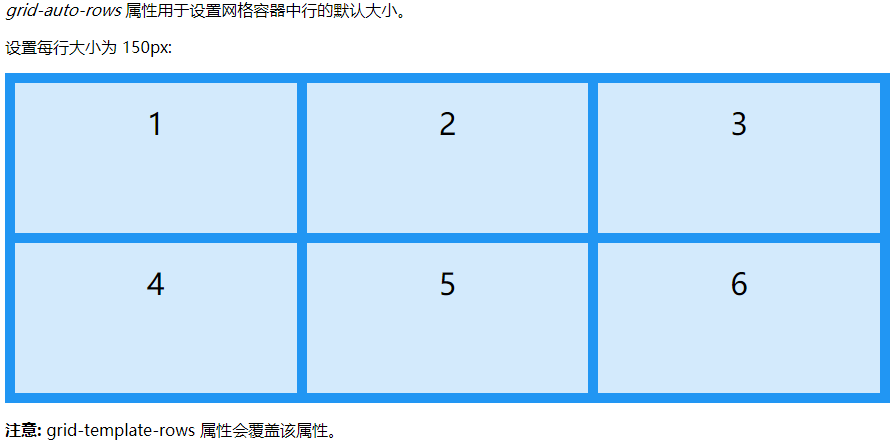 grid-auto-rows 属性用于设置网格容器中行的默认大小。
设置每行大小为 150px:
1 2 3
4 5 6
注意: grid-template-rows 属性会覆盖该属性。